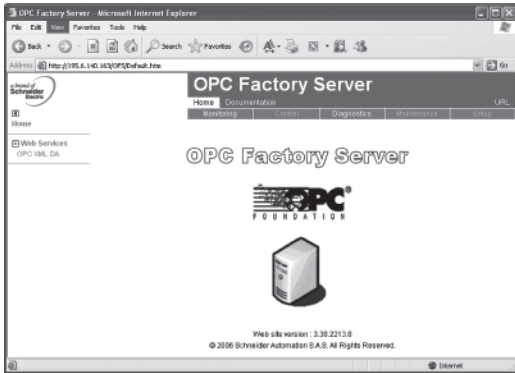 OPC Factory Server - Microsoft Internet Explorer
File Edit View Favorites Tools Help
Back Search Favorites
Address http://195.6.140.163/OFS/Default.htm Go
a brand of
Schneider
Electric
OPC Factory Server
Home Documentation URL
Monitoring Control Diagnostics Maintenance Setup
Home
Web Services
OPC XML DA
OPC Factory Server
OPC®
FOUNDATION
Web site version : 3.30.2213.0
© 2006 Schneider Automation S.A.S. All Rights Reserved.
Internet